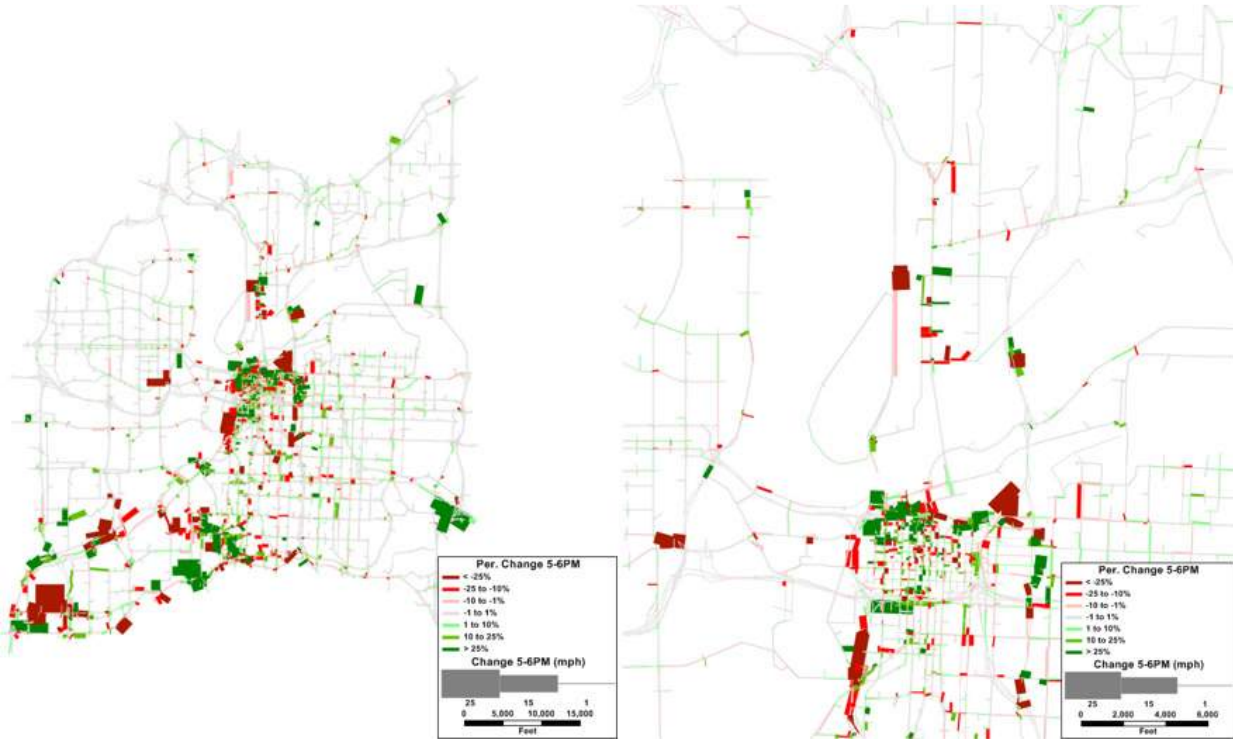 Per. Change 5-6PM
< -25%
-25 to -10%
-10 to -1%
-1 to 1%
1 to 10%
10 to 25%
> 25%
Change 5-6PM (mph)
25 15 1
0 5,000 10,000 15,000
Feet
Per. Change 5-6PM
< -25%
-25 to -10%
-10 to -1%
-1 to 1%
1 to 10%
10 to 25%
> 25%
Change 5-6PM (mph)
25 15 1
0 2,000 4,000 6,000
Feet